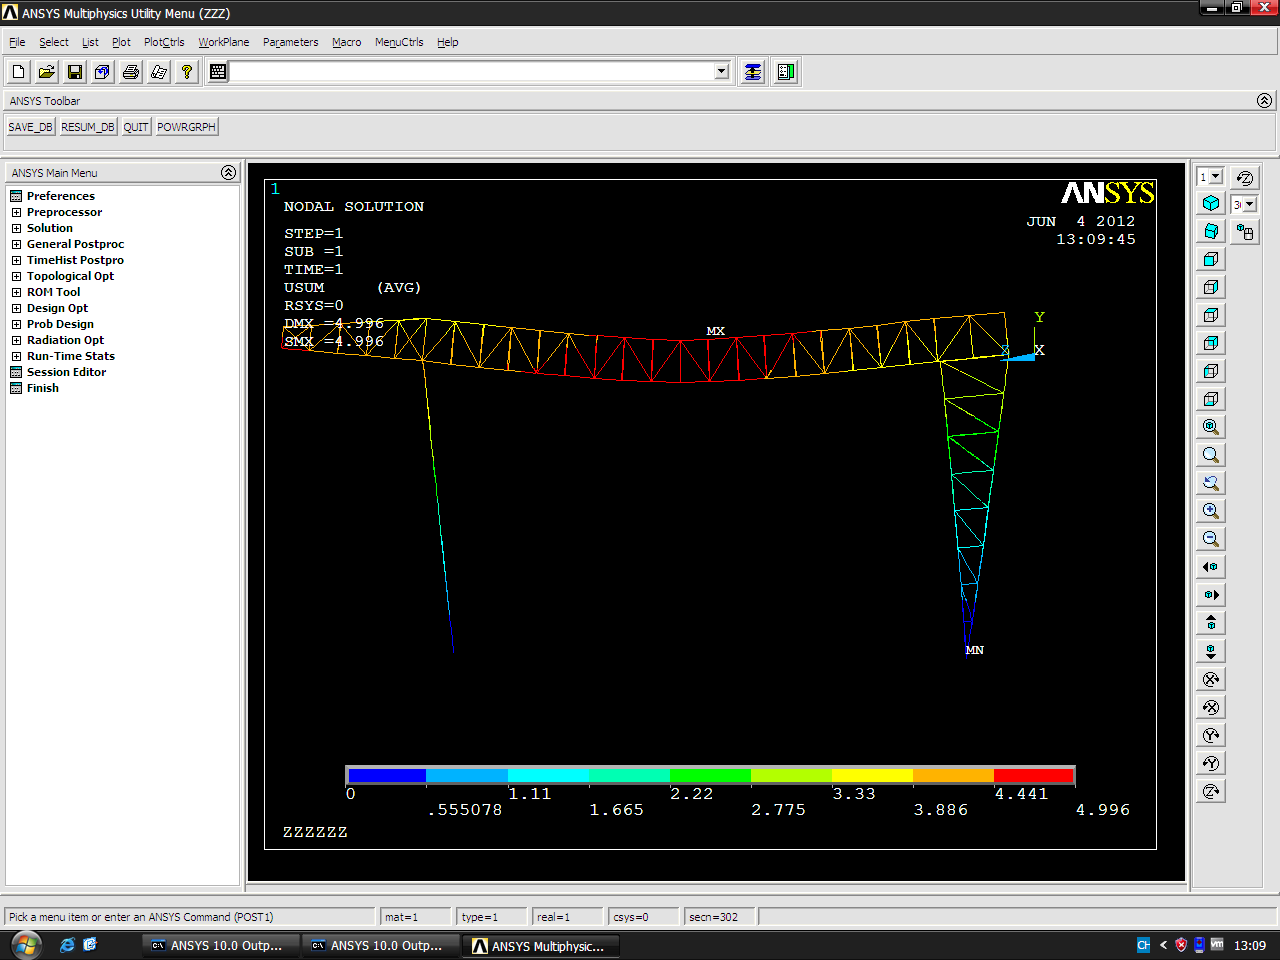 ANSYS Multiphysics Utility Menu (ZZZ)
File Select List Plot PlotCtrls WorkPlane Parameters Macro MenuCtrls Help
ANSYS Toolbar
SAVE_DB RESUM_DB QUIT POWRGRPH
ANSYS Main Menu
Preferences
Preprocessor
Solution
General Postproc
TimeHist Postpro
Topological Opt
ROM Tool
Design Opt
Prob Design
Radiation Opt
Run-Time Stats
Session Editor
Finish
1
NODAL SOLUTION
STEP=1
SUB =1
TIME=1
USUM (AVG)
RSYS=0
DMX =4.996
SMX =4.996
ANSYS
JUN 4 2012
13:09:45
MX
Y
X
MN
0 1.11 2.22 3.33 4.441
.555078 1.665 2.775 3.886 4.996
ZZZZZZ
1
Pick a menu item or enter an ANSYS Command (POST1) mat=1 type=1 real=1 csys=0 secn=302
ANSYS 10.0 Outp... ANSYS 10.0 Outp... ANSYS Multiphysic... CH 13:09